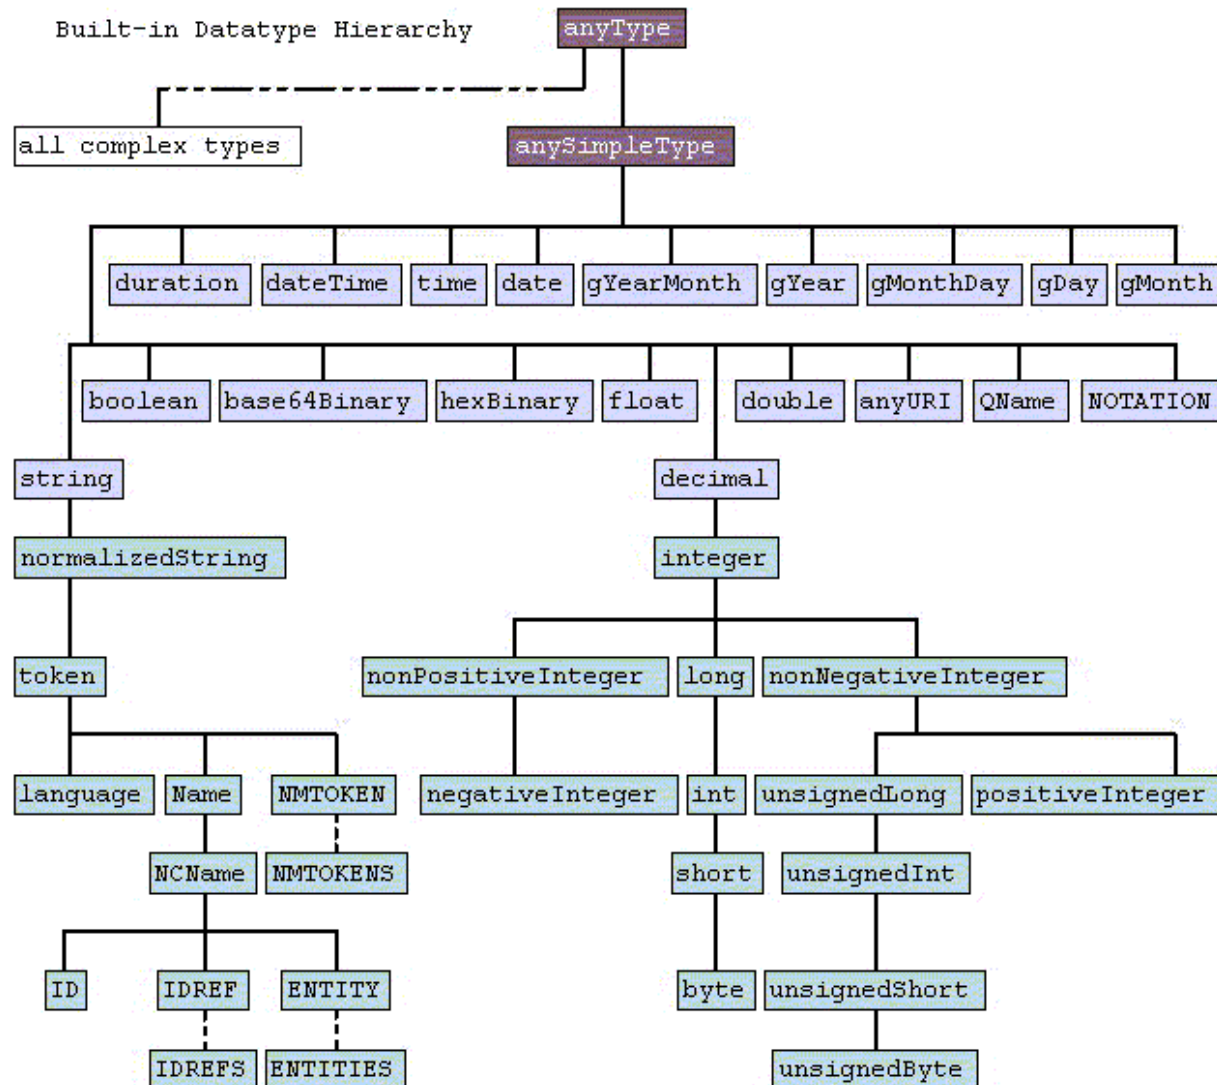 Built-in Datatype Hierarchy anyType
all complex types anySimpleType
duration dateTime time date gYearMonth gYear gMonthDay gDay gMonth
boolean base64Binary hexBinary float double anyURI QName NOTATION
string decimal
normalizedString integer
token nonPositiveInteger long nonNegativeInteger
language Name NMTOKEN negativeInteger int unsignedLong positiveInteger
NCName NMTOKENS short unsignedInt
ID IDREF ENTITY byte unsignedShort
IDREFS ENTITIES unsignedByte